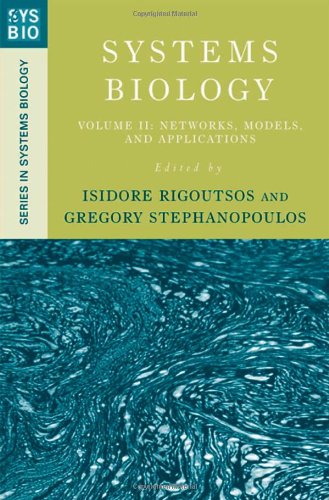 SYS
BIO
SERIES IN SYSTEMS BIOLOGY
SYSTEMS
BIOLOGY
VOLUME II: NETWORKS, MODELS,
AND APPLICATIONS
Edited by
ISIDORE RIGOUTSOS AND
GREGORY STEPHANOPOULOS